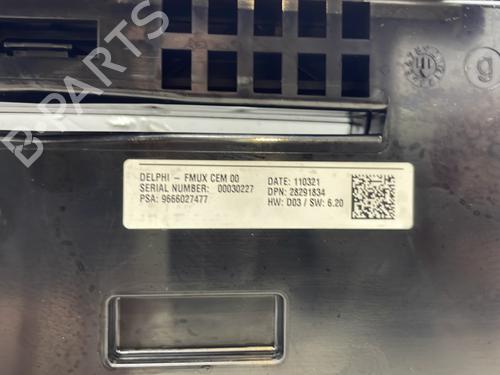 DELPHI - FMUX CEM 00
SERIAL NUMBER: 00030227
PSA: 9666027477
DATE: 110321
DPN: 28291834
HW: D03 / SW: 6.20
B-PARTS
11
g